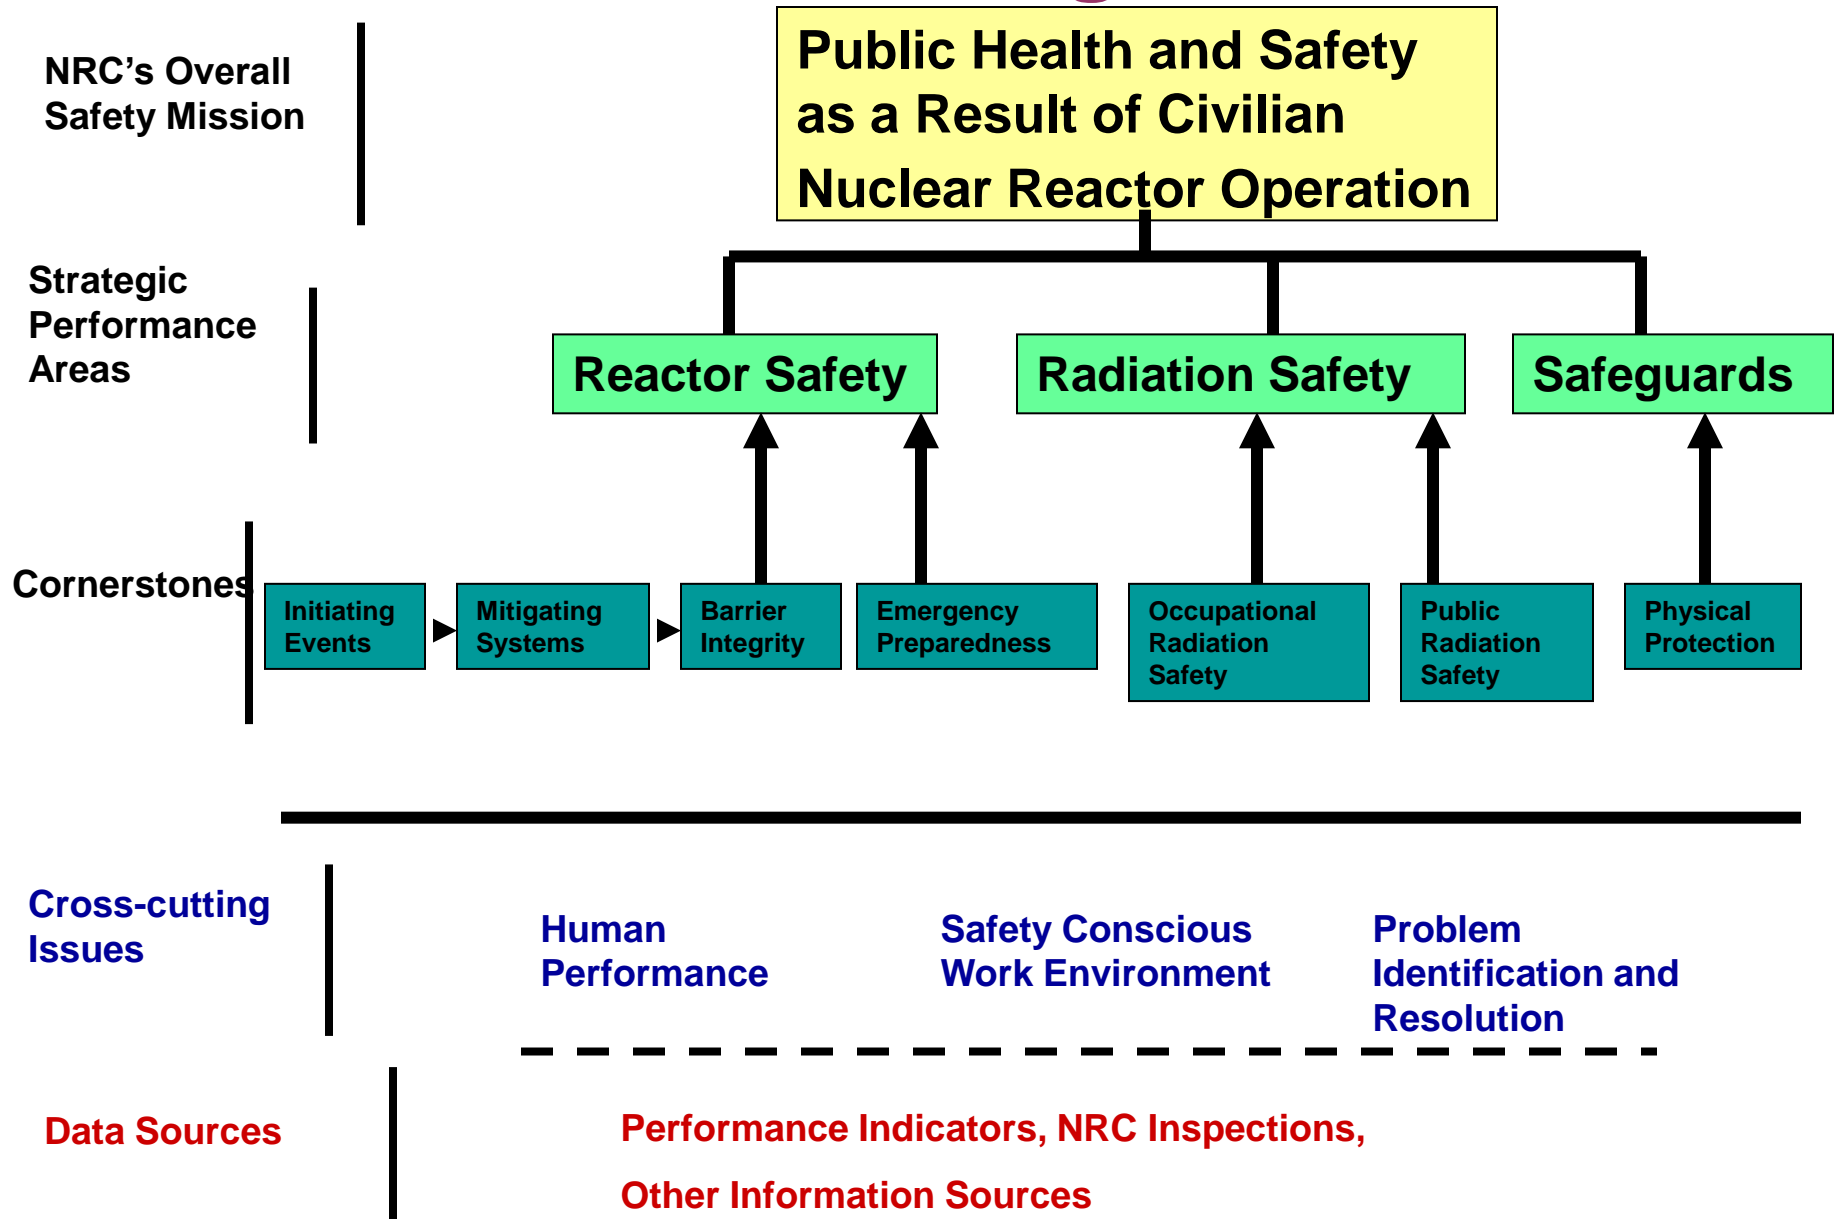 NRC’s Overall
Safety Mission
Public Health and Safety
as a Result of Civilian
Nuclear Reactor Operation
Strategic
Performance
Areas
Reactor Safety
Radiation Safety
Safeguards
Cornerstones
Initiating
Events
Mitigating
Systems
Barrier
Integrity
Emergency
Preparedness
Occupational
Radiation
Safety
Public
Radiation
Safety
Physical
Protection
Cross-cutting
Issues
Human
Performance
Safety Conscious
Work Environment
Problem
Identification and
Resolution
Data Sources
Performance Indicators, NRC Inspections,
Other Information Sources